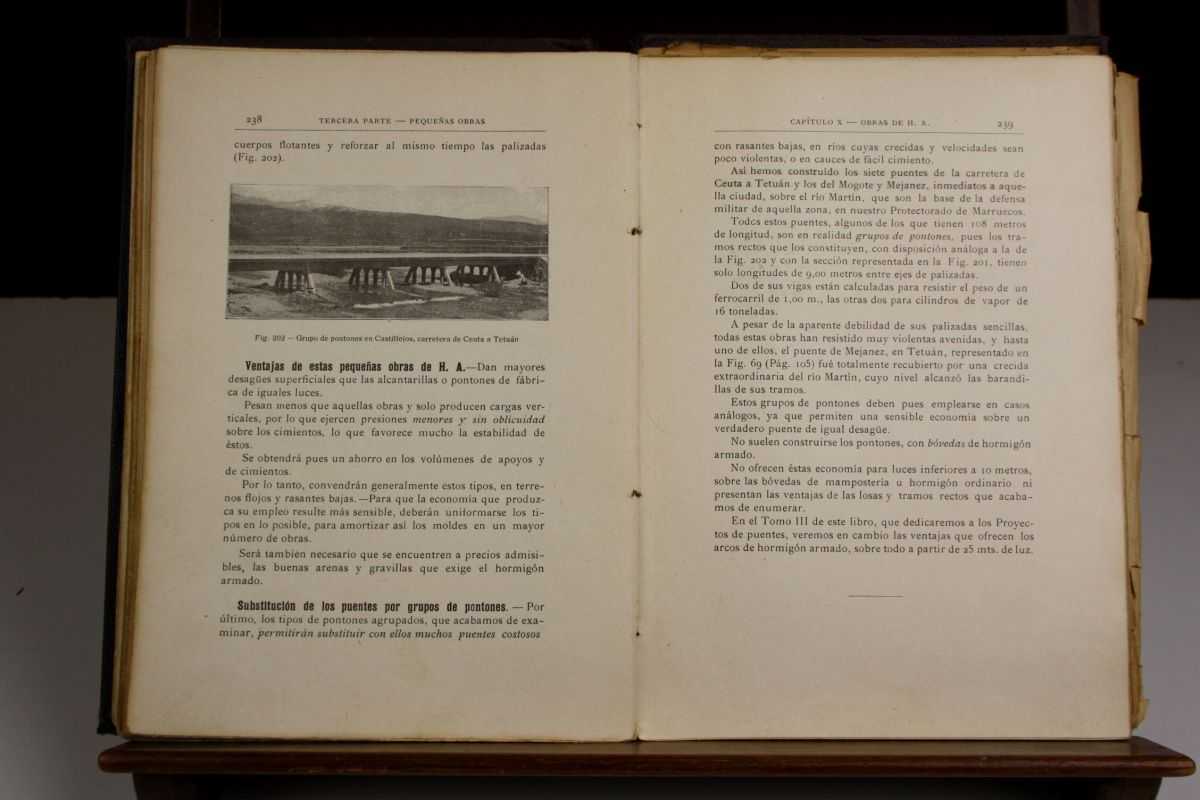 238
TERCERA PARTE — PEQUEÑAS OBRAS
cuerpos flotantes y reforzar al mismo tiempo las palizadas
(Fig. 202).
Fig. 202 — Grupo de pontones en Castillejos, carretera de Ceuta a Tetuán
Ventajas de estas pequeñas obras de H. A.—Dan mayores
desagües superficiales que las alcantarillas o pontones de fábri-
ca de iguales luces.
Pesan menos que aquellas obras y solo producen cargas ver-
ticales, por lo que ejercen presiones menores y sin oblicuidad
sobre los cimientos, lo que favorece mucho la estabilidad de
éstos.
Se obtendrá pues un ahorro en los volúmenes de apoyos y
de cimientos.
Por lo tanto, convendrán generalmente estos tipos, en terre-
nos flojos y rasantes bajas.—Para que la economía que produz-
ca su empleo resulte más sensible, deberán uniformarse los ti-
pos en lo posible, para amortizar así los moldes en un mayor
número de obras.
Será tambien necesario que se encuentren a precios admisi-
bles, las buenas arenas y gravillas que exige el hormigón
armado.
Substitución de los puentes por grupos de pontones. — Por
último, los tipos de pontones agrupados, que acabamos de exa-
minar, permitirán substituir con ellos muchos puentes costosos
CAPÍTULO X — OBRAS DE H. A.
239
con rasantes bajas, en ríos cuyas crecidas y velocidades sean
poco violentas, o en cauces de fácil cimiento.
Así hemos construído los siete puentes de la carretera de
Ceuta a Tetuán y los del Mogote y Mejanez, inmediatos a aque-
lla ciudad, sobre el río Martin, que son la base de la defensa
militar de aquella zona, en nuestro Protectorado de Marruecos.
Todos estos puentes, algunos de los que tienen 108 metros
de longitud, son en realidad grupos de pontones, pues los tra-
mos rectos que los constituyen, con disposición análoga a la de
la Fig. 202 y con la sección representada en la Fig. 201, tienen
solo longitudes de 9,00 metros entre ejes de palizadas.
Dos de sus vigas están calculadas para resistir el peso de un
ferrocarril de 1,00 m., las otras dos para cilindros de vapor de
16 toneladas.
A pesar de la aparente debilidad de sus palizadas sencillas,
todas estas obras han resistido muy violentas avenidas, y hasta
uno de ellos, el puente de Mejanez, en Tetuán, representado en
la Fig. 69 (Pág. 105) fué totalmente recubierto por una crecida
extraordinaria del río Martín, cuyo nivel alcanzó las barandi-
llas de sus tramos.
Estos grupos de pontones deben pues emplearse en casos
análogos, ya que permiten una sensible economía sobre un
verdadero puente de igual desagüe.
No suelen construirse los pontones, con bóvedas de hormigón
armado.
No ofrecen éstas economía para luces inferiores a 10 metros,
sobre las bóvedas de mampostería u hormigón ordinario ni
presentan las ventajas de las losas y tramos rectos que acaba-
mos de enumerar.
En el Tomo III de este libro, que dedicaremos a los Proyec-
tos de puentes, veremos en cambio las ventajas que ofrecen los
arcos de hormigón armado, sobre todo a partir de 25 mts. de luz.